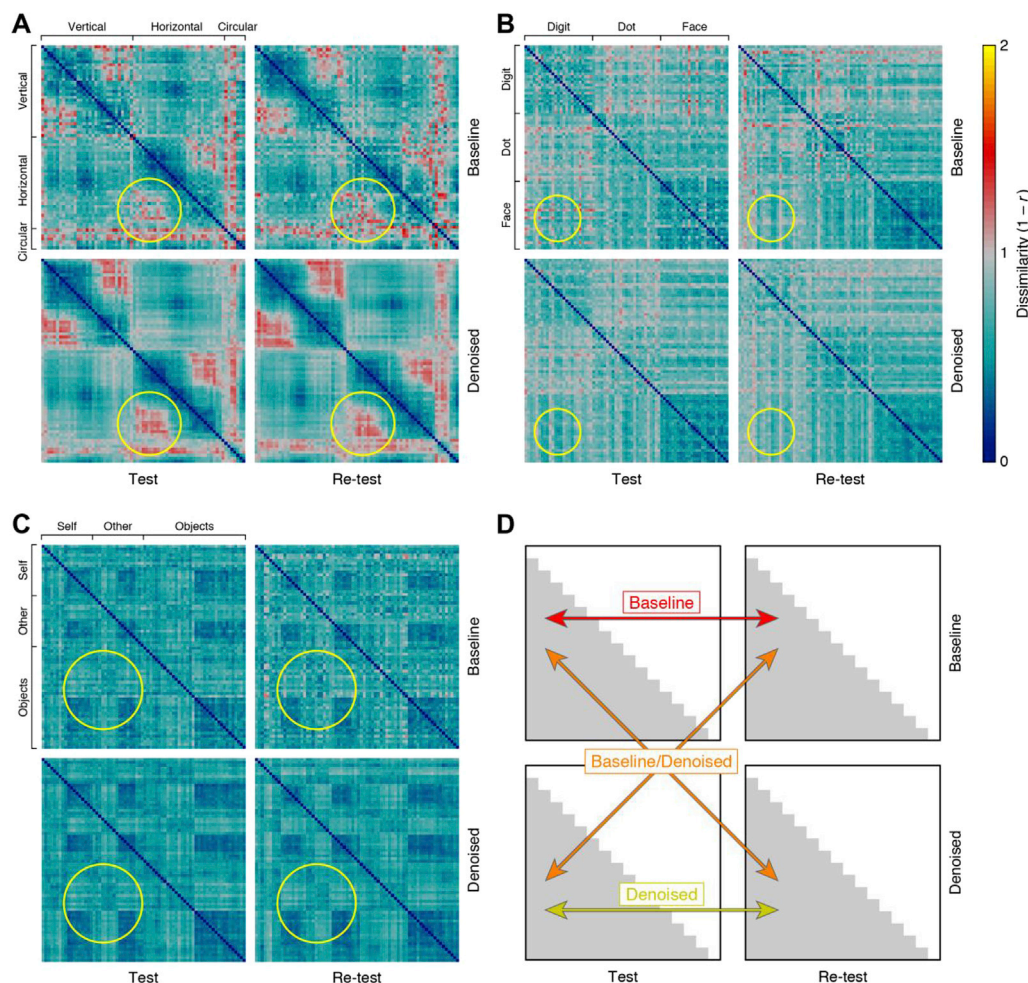 A
Vertical Horizontal Circular
Vertical
Horizontal
Circular
Baseline
Denoised
Test Re-test
B
Digit Dot Face
Digit
Dot
Face
Baseline
Denoised
Test Re-test
2
1
0
Dissimilarity (1 − r)
C
Self Other Objects
Self
Other
Objects
Baseline
Denoised
Test Re-test
D
Baseline
Baseline/Denoised
Denoised
Baseline
Denoised
Test Re-test